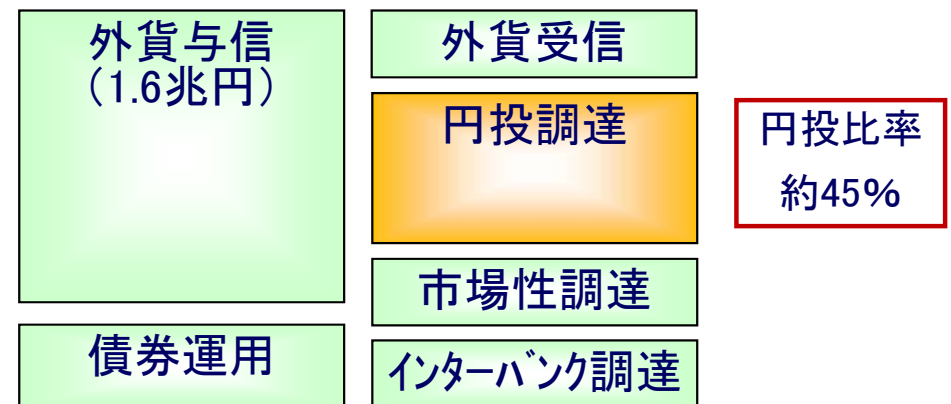 外貨与信
(1.6兆円)
債券運用
外貨受信
円投調達
市場性調達
インターバンク調達
円投比率
約45%